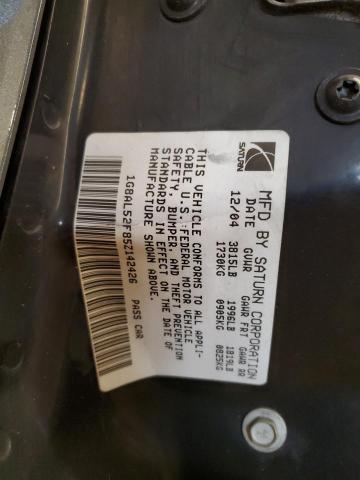 SATURN
MFD BY SATURN CORPORATION
DATE GVWR GAWR FRT GAWR RR
12/04 3815LB 1996LB 1819LB
1730KG 0905KG 0825KG
THIS VEHICLE CONFORMS TO ALL APPLI-
CABLE U.S. FEDERAL MOTOR VEHICLE
SAFETY, BUMPER, AND THEFT PREVENTION
STANDARDS IN EFFECT ON THE DATE OF
MANUFACTURE SHOWN ABOVE.
1G8AL52F85Z142426 PASS CAR